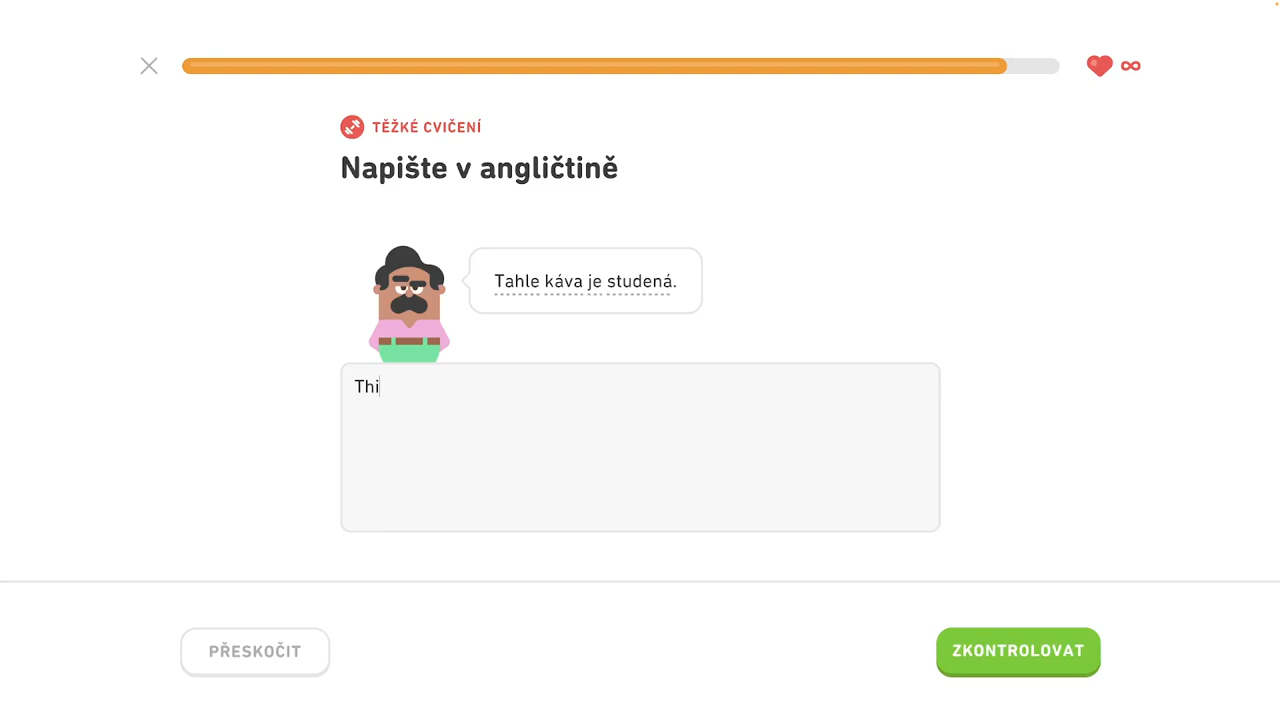 TĚŽKÉ CVIČENÍ
Napište v angličtině
Tahle káva je studená.
Thi
PŘESKOČIT
ZKONTROLOVAT